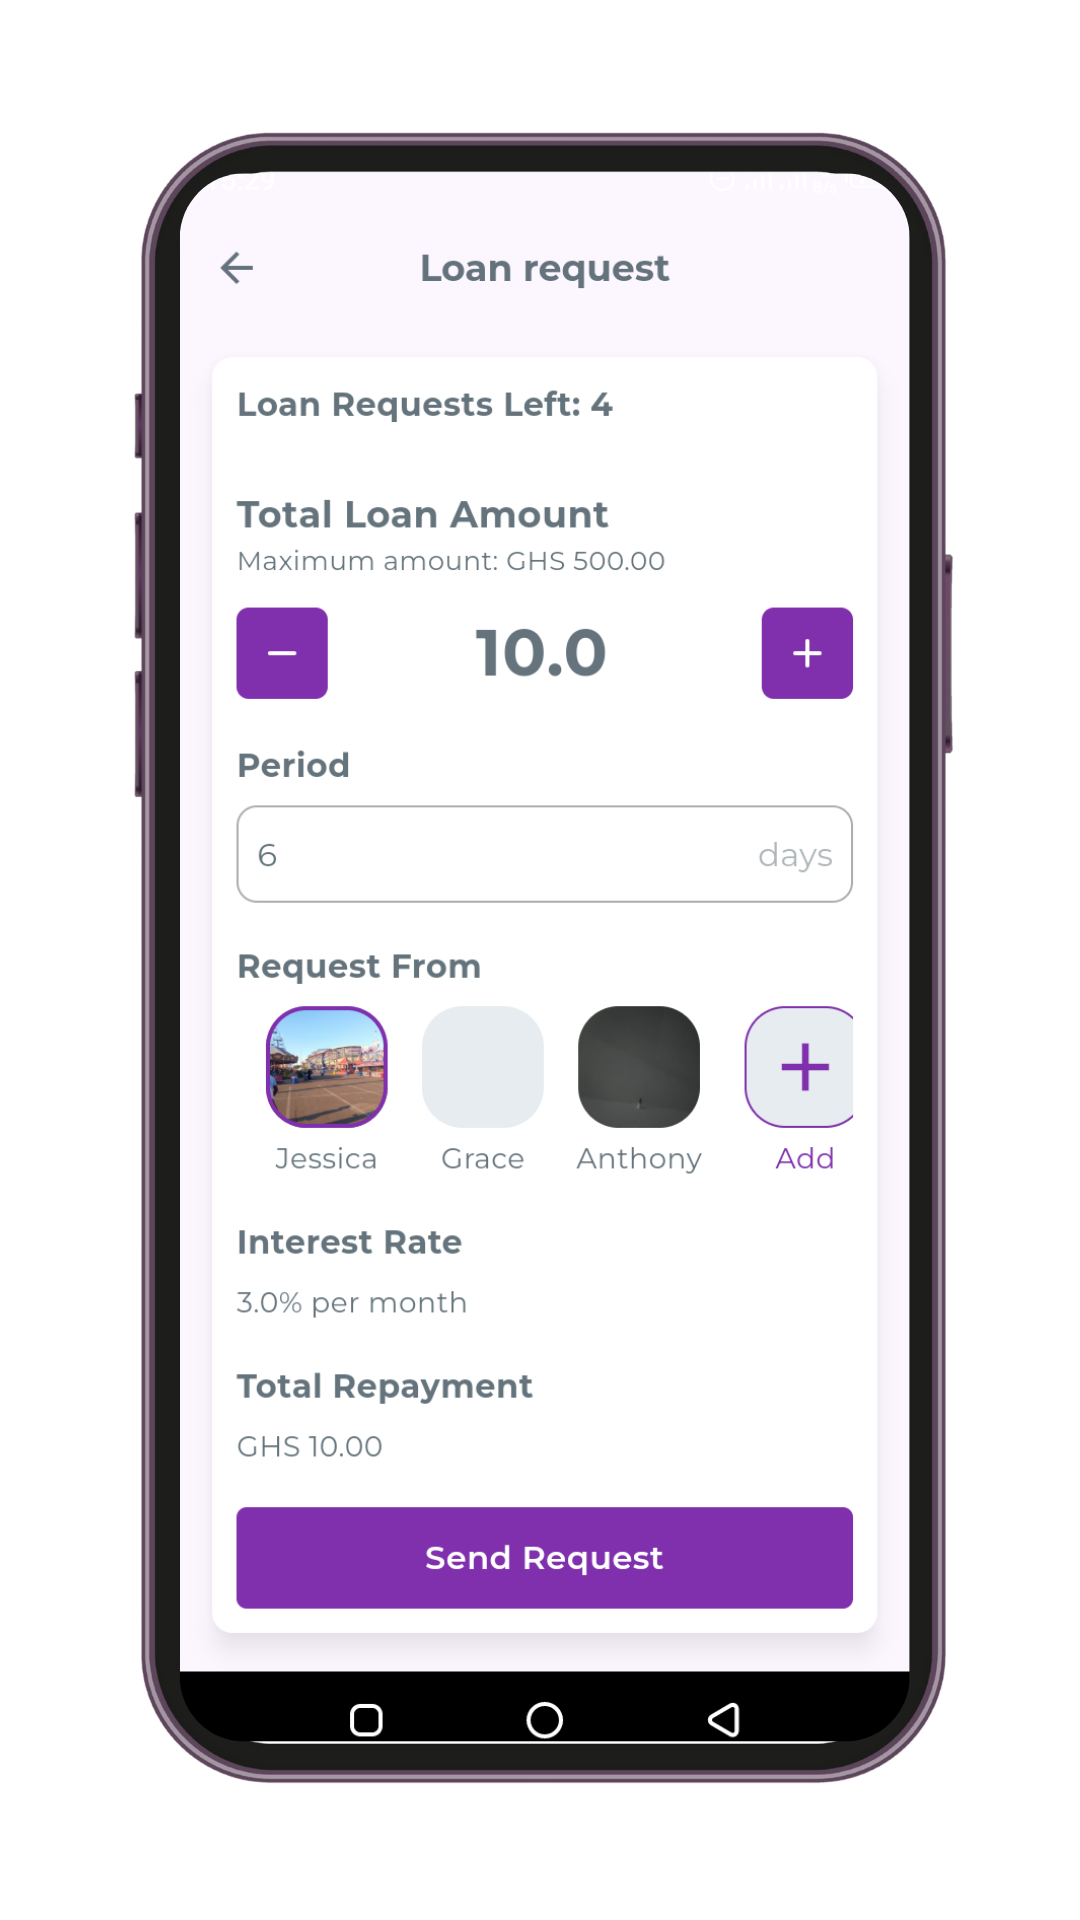 Loan request
Loan Requests Left: 4
Total Loan Amount
Maximum amount: GHS 500.00
− 10.0 +
Period
6 days
Request From
Jessica Grace Anthony Add
Interest Rate
3.0% per month
Total Repayment
GHS 10.00
Send Request